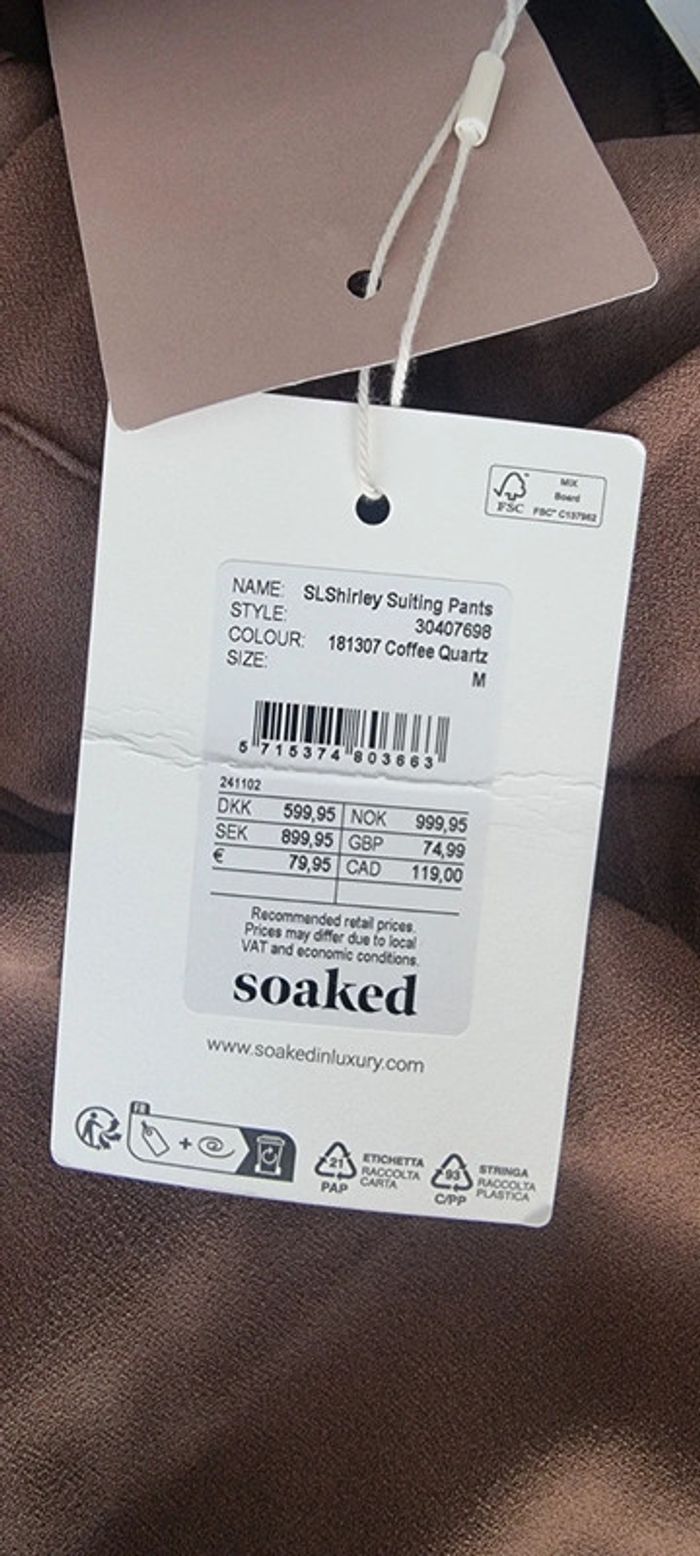 FSC
MIX
Board
FSC™ C137962
NAME: SLShirley Suiting Pants
STYLE: 30407698
COLOUR: 181307 Coffee Quartz
SIZE: M
5 715374 803663
241102
DKK 599,95 NOK 999,95
SEK 899,95 GBP 74,99
€ 79,95 CAD 119,00
Recommended retail prices.
Prices may differ due to local
VAT and economic conditions.
soaked
www.soakedinluxury.com
FR
+
21
PAP
ETICHETTA
RACCOLTA
CARTA
93
C/PP
STRINGA
RACCOLTA
PLASTICA